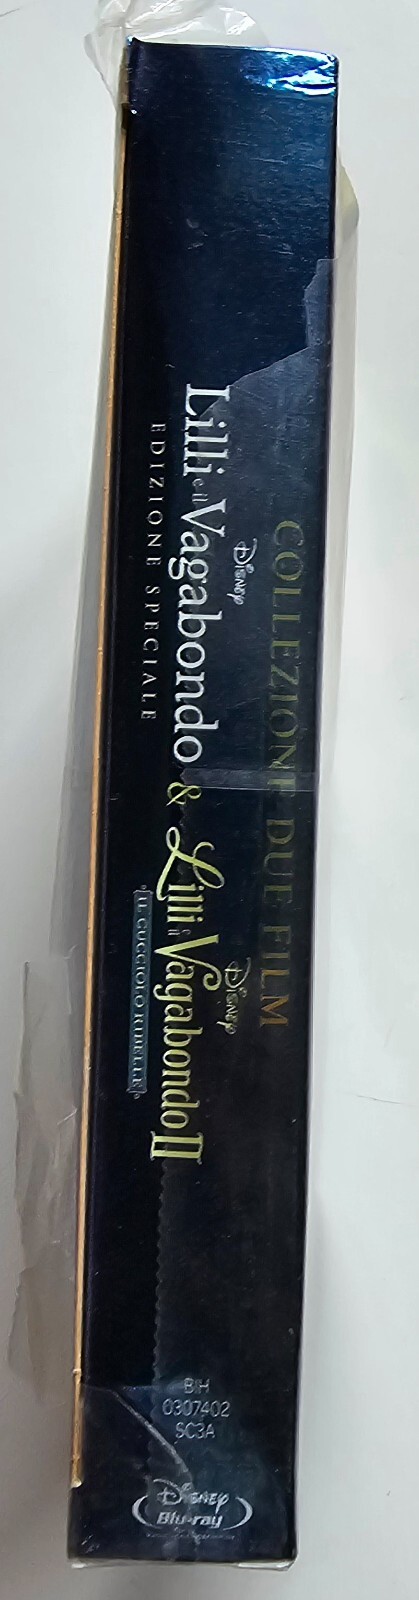 COLLEZIONE DUE FILM
Disney
Lilli e il Vagabondo
EDIZIONE SPECIALE
&
Disney
Lilli e il Vagabondo II
IL CUCCIOLO RIBELLE
BIH
0307402
SC3A
Disney
Blu-ray